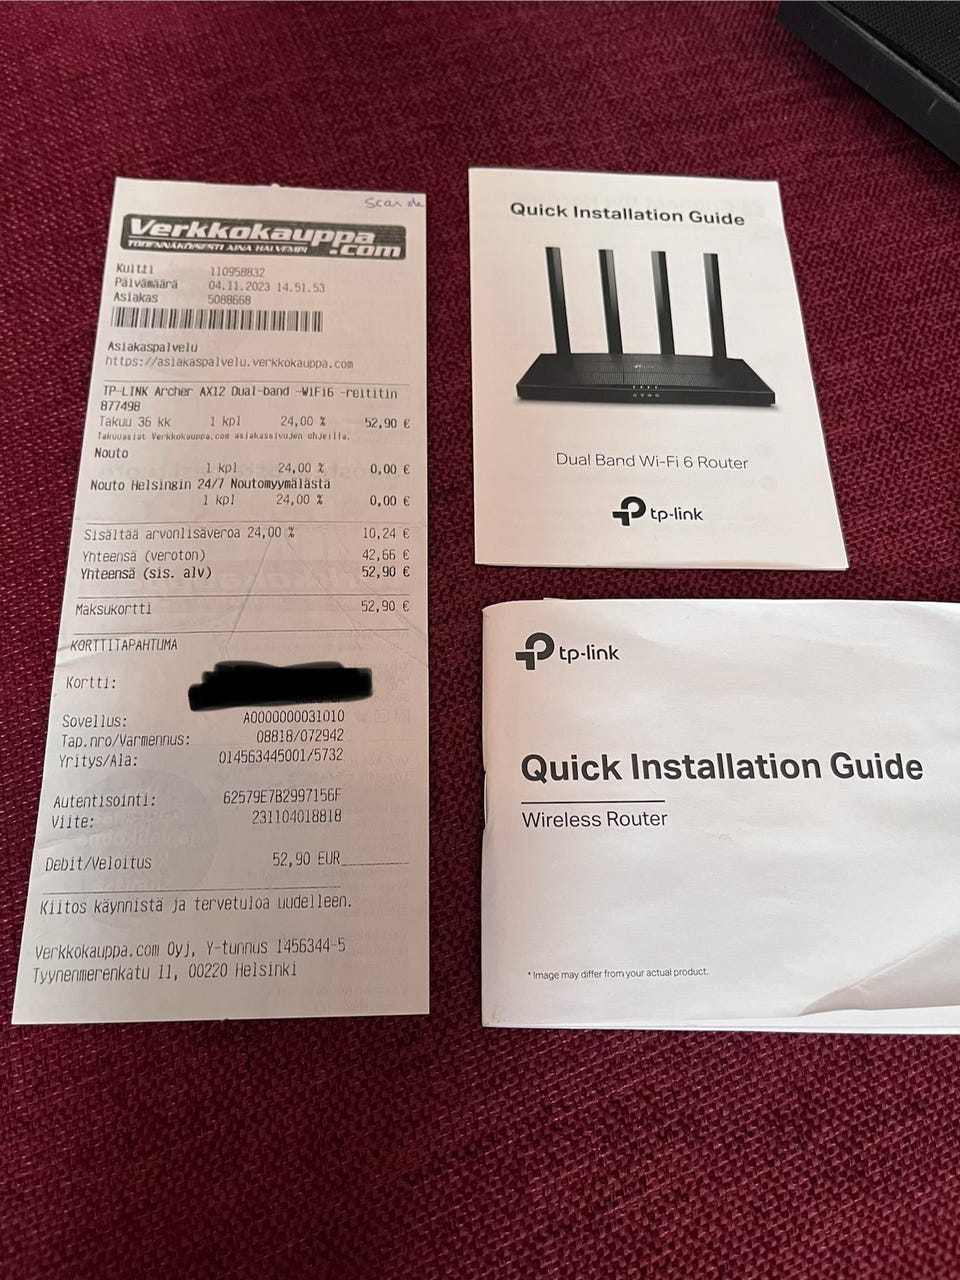 Scan ok
Verkkokauppa
.com
TODENNÄKÖISESTI AINA HALVEMPI
Kuitti 110958832
Päivämäärä 04.11.2023 14.51.53
Asiakas 5088668
Asiakaspalvelu
https://asiakaspalvelu.verkkokauppa.com
TP-LINK Archer AX12 Dual-band -WiFi6 -reititin
877498
Takuu 36 kk 1 kpl 24,00 % 52,90 €
Takuuasiat Verkkokauppa.com asiakassivujen ohjeilla.
Nouto
1 kpl 24,00 % 0,00 €
Nouto Helsingin 24/7 Noutomyymälästä
1 kpl 24,00 % 0,00 €
Sisältää arvonlisäveroa 24,00 % 10,24 €
Yhteensä (veroton) 42,66 €
Yhteensä (sis. alv) 52,90 €
Maksukortti 52,90 €
KORTTITAPAHTUMA
Kortti:
Sovellus: A0000000031010
Tap.nro/Varmennus: 08818/072942
Yritys/Ala: 014563445001/5732
Autentisointi: 62579E7B2997156F
Viite: 231104018818
Debit/Veloitus 52,90 EUR
Kiitos käynnistä ja tervetuloa uudelleen.
Verkkokauppa.com Oyj, Y-tunnus 1456344-5
Tyynenmerenkatu 11, 00220 Helsinki
Quick Installation Guide
Dual Band Wi-Fi 6 Router
tp-link
tp-link
Quick Installation Guide
Wireless Router
* Image may differ from your actual product.